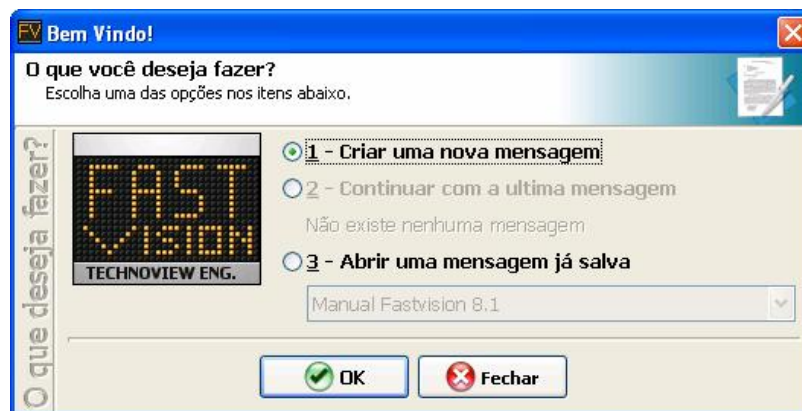 FV Bem Vindo!
O que você deseja fazer?
Escolha uma das opções nos itens abaixo.
O que deseja fazer?
FAST
VISION
TECHNOVIEW ENG.
1 - Criar uma nova mensagem
2 - Continuar com a ultima mensagem
Não existe nenhuma mensagem
3 - Abrir uma mensagem já salva
Manual Fastvision 8.1
OK
Fechar